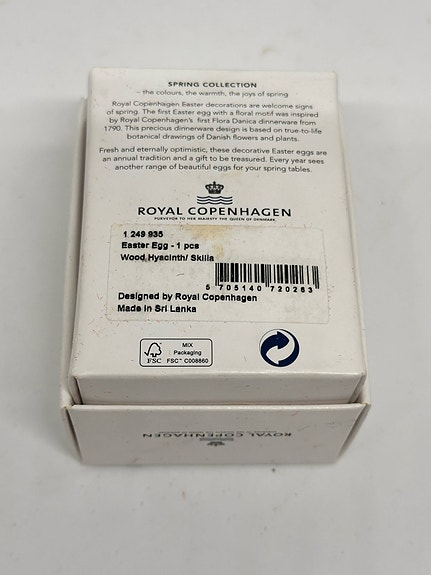 SPRING COLLECTION
– the colours, the warmth, the joys of spring
Royal Copenhagen Easter decorations are welcome signs
of spring. The first Easter egg with a floral motif was inspired
by Royal Copenhagen's first Flora Danica dinnerware from
1790. This precious dinnerware design is based on true-to-life
botanical drawings of Danish flowers and plants.
Fresh and eternally optimistic, these decorative Easter eggs are
an annual tradition and a gift to be treasured. Every year sees
another range of beautiful eggs for your spring tables.
ROYAL COPENHAGEN
PURVEYOR TO HER MAJESTY THE QUEEN OF DENMARK
1 249 935
Easter Egg - 1 pcs
Wood Hyacinth/ Skilla
5 705140 720263
Designed by Royal Copenhagen
Made in Sri Lanka
FSC
MIX
Packaging
FSC™ C008860
ROYAL COPENHAGEN